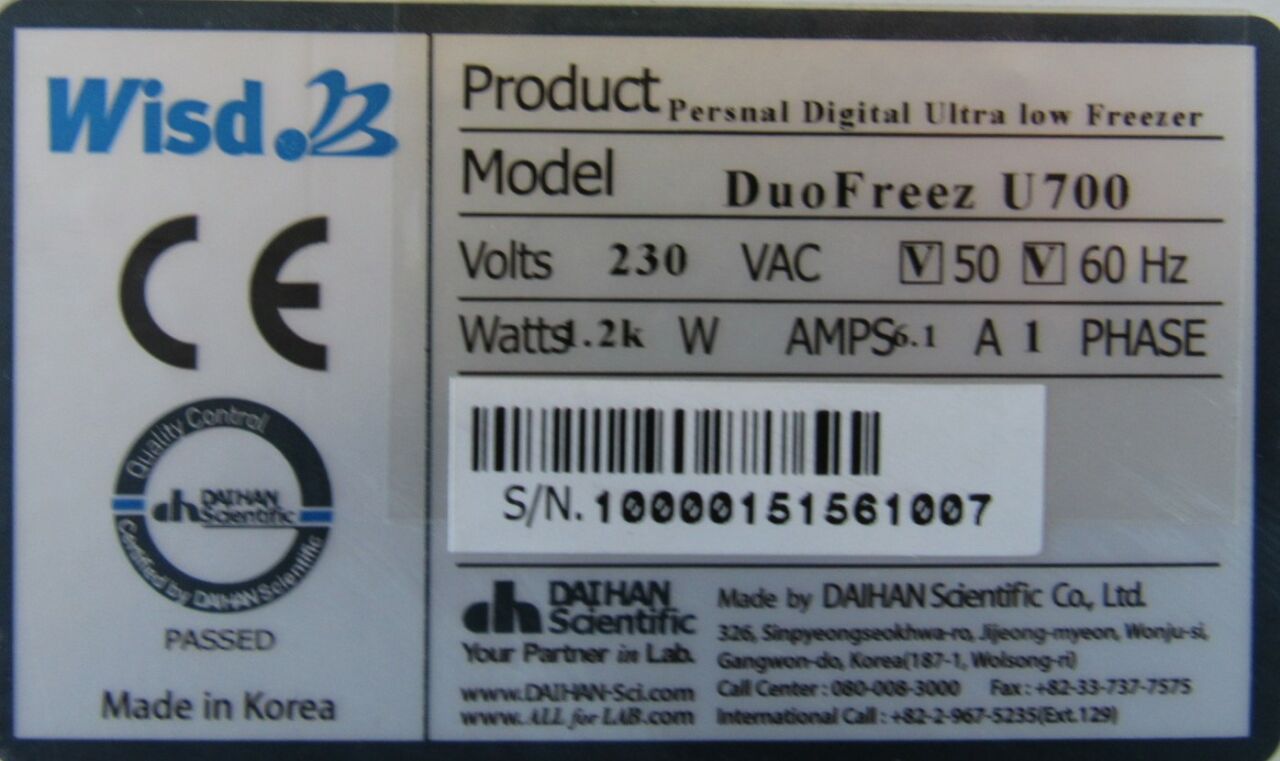 Wisd.
CE
Quality Control
DAIHAN
Scientific
Certified by DAIHAN Scientific
PASSED
Made in Korea
Product Persnal Digital Ultra low Freezer
Model DuoFreez U700
Volts 230 VAC V 50 V 60 Hz
Watts 1.2k W AMPS 6.1 A 1 PHASE
S/N. 10000151561007
dh DAIHAN
Scientific
Your Partner in Lab.
www.DAIHAN-Sci.com
www.ALL for LAB.com
Made by DAIHAN Scientific Co., Ltd.
326, Sinpyeongseokhwa-ro, Jijeong-myeon, Wonju-si,
Gangwon-do, Korea(187-1, Wolsong-ri)
Call Center : 080-008-3000 Fax : +82-33-737-7575
International Call : +82-2-967-5235(Ext.129)